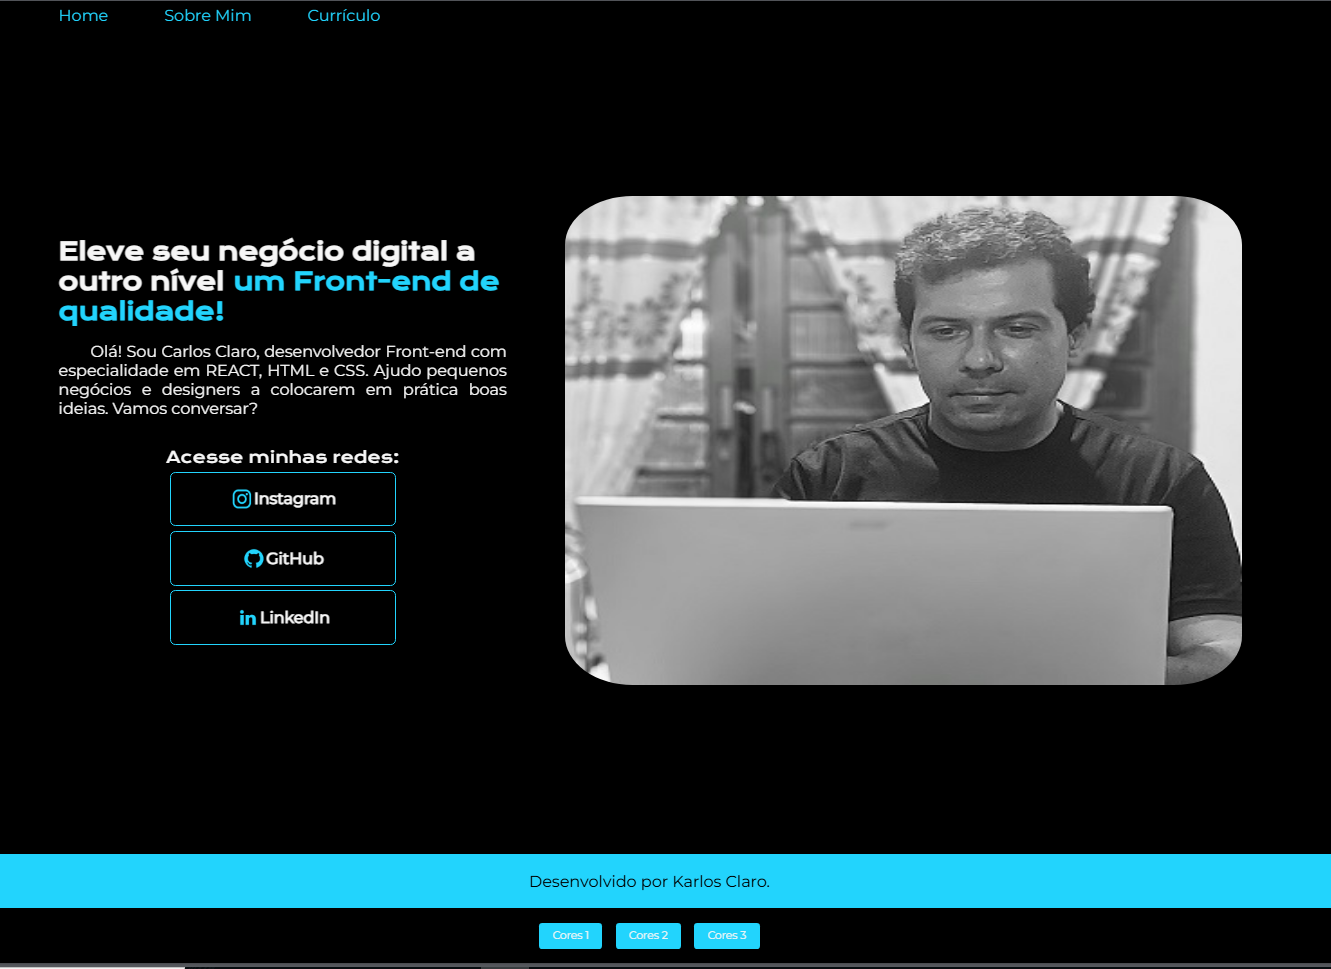 Home Sobre Mim Currículo
Eleve seu negócio digital a
outro nível um Front-end de
qualidade!
Olá! Sou Carlos Claro, desenvolvedor Front-end com
especialidade em REACT, HTML e CSS. Ajudo pequenos
negócios e designers a colocarem em prática boas
ideias. Vamos conversar?
Acesse minhas redes:
Instagram
GitHub
LinkedIn
Desenvolvido por Karlos Claro.
Cores 1 Cores 2 Cores 3